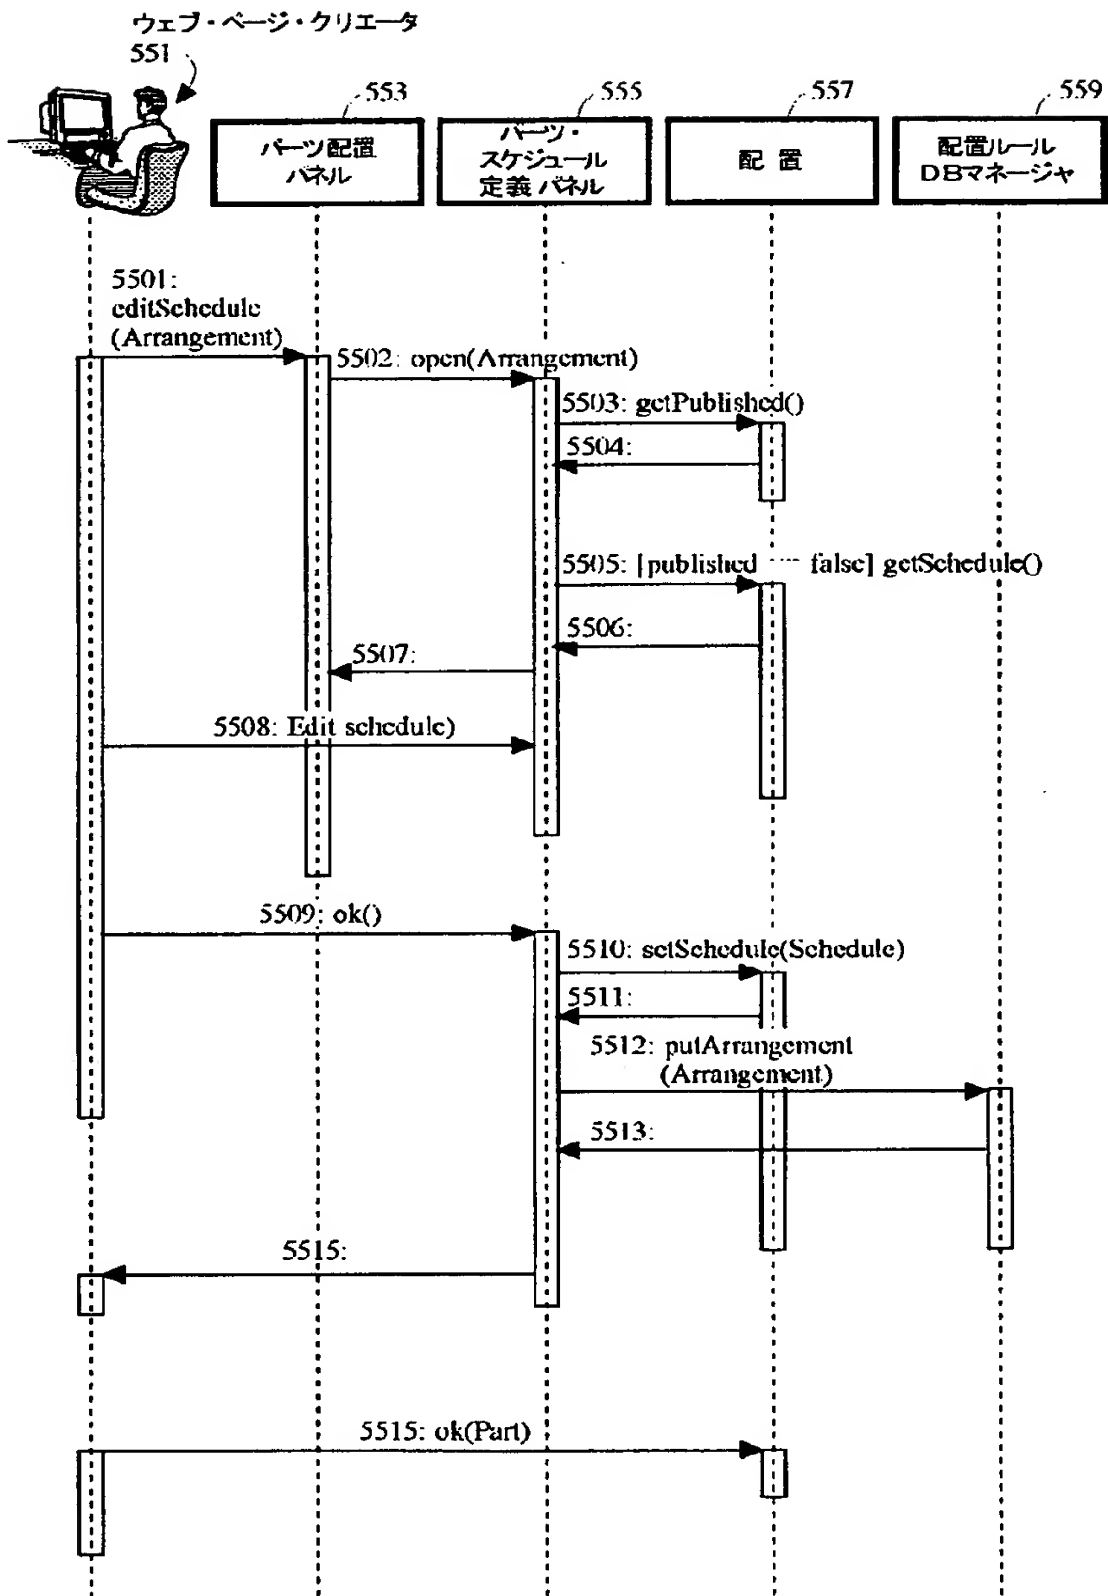 ウェブ・ページ・クリエータ
551
553
555
557
559
パーツ配置
パネル
パーツ・
スケジュール
定義パネル
配置
配置ルール
DBマネージャ
5501:
editSchedule
(Arrangement)
5502: open(Arrangement)
5503: getPublished()
5504:
5505: [published == false] getSchedule()
5506:
5507:
5508: Edit schedule)
5509: ok()
5510: setSchedule(Schedule)
5511:
5512: putArrangement
(Arrangement)
5513:
5515:
5515: ok(Part)